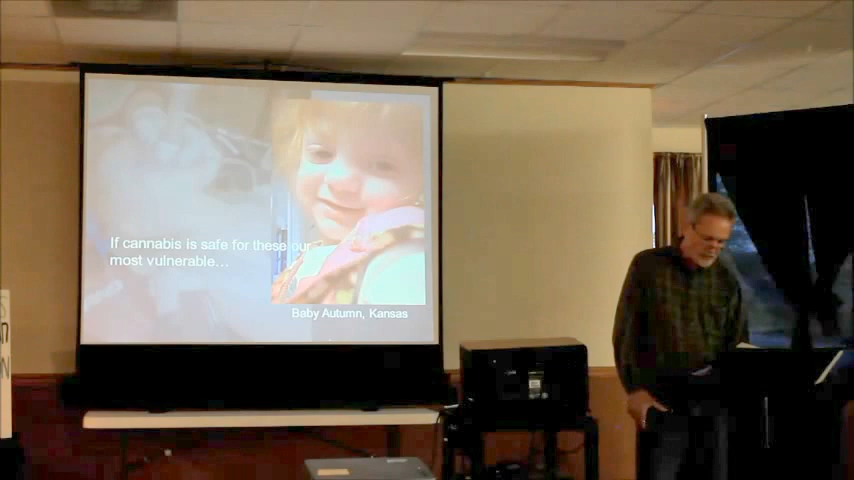 If cannabis is safe for these our
most vulnerable...
Baby Autumn, Kansas